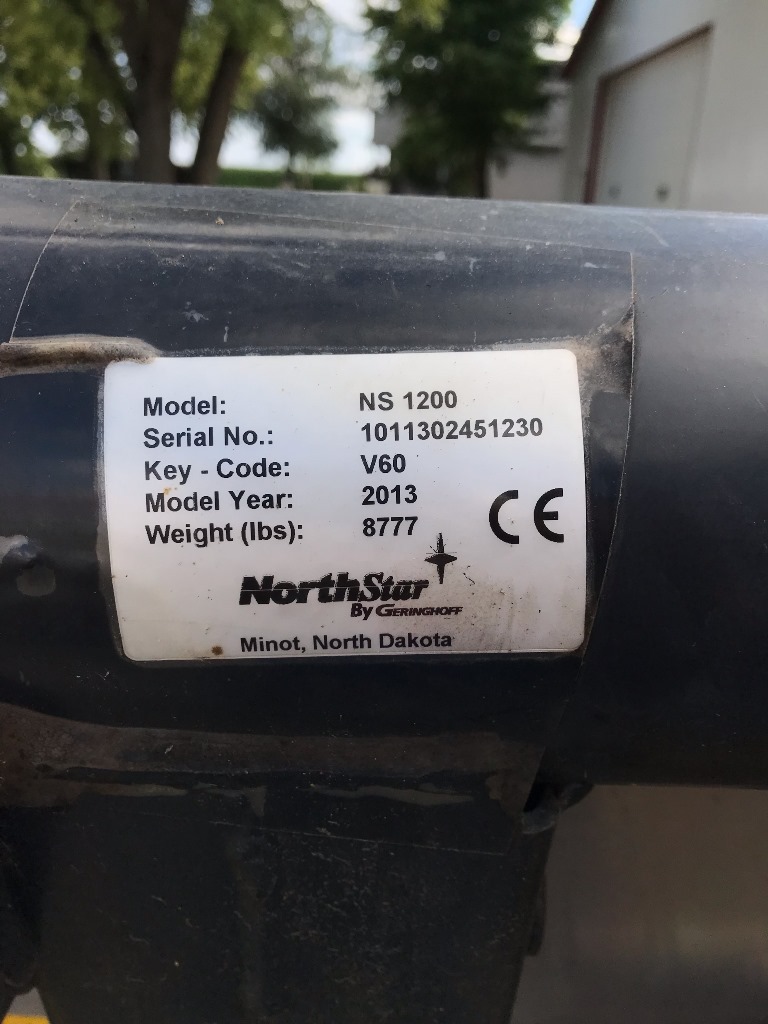 Model: NS 1200
Serial No.: 1011302451230
Key - Code: V60
Model Year: 2013
Weight (lbs): 8777
CE
NorthStar
By GERINGHOFF
Minot, North Dakota